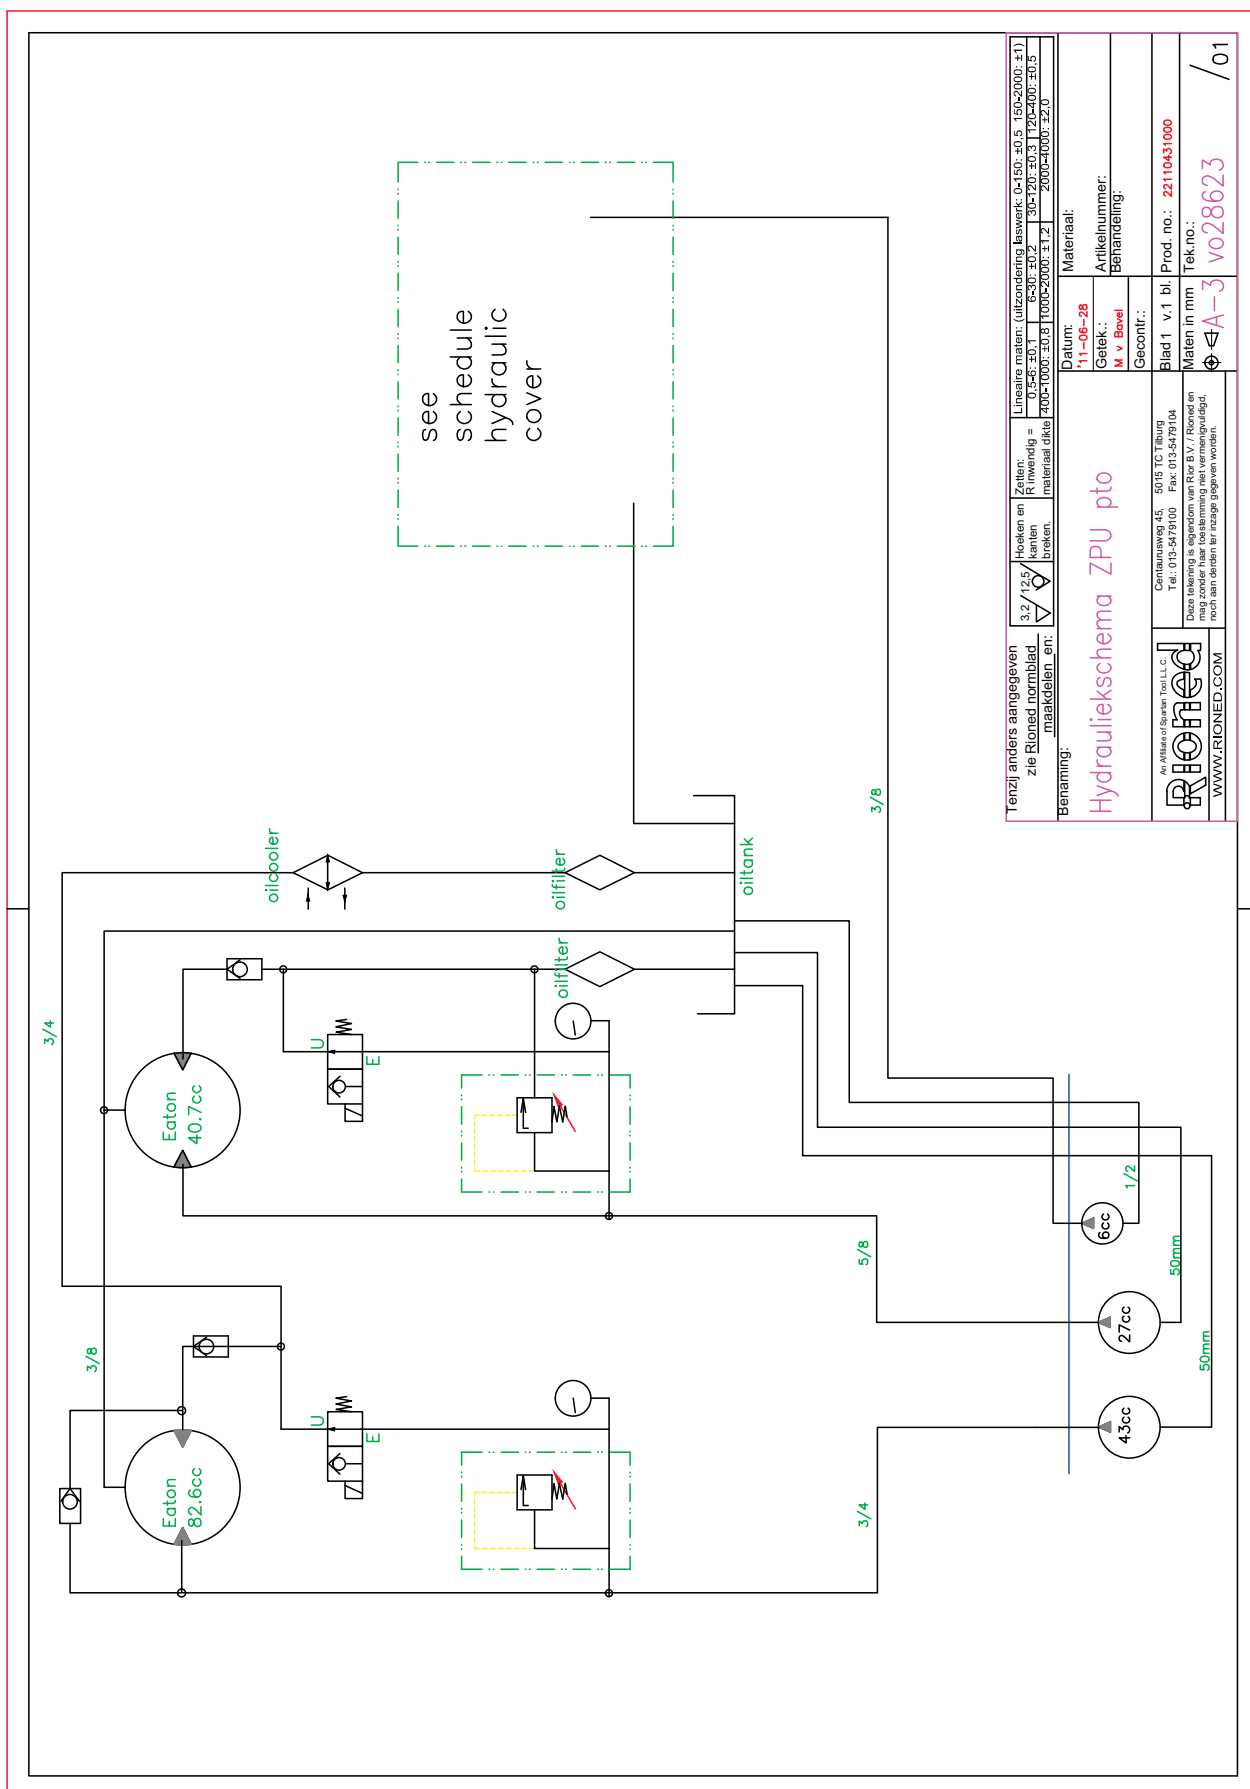 3/4
3/8
Eaton
82.6cc
Eaton
40.7cc
U
E
U
E
oilcooler
oilfilter
oilfilter
oiltank
see
schedule
hydraulic
cover
3/4
5/8
3/8
43cc
27cc
6cc
50mm
50mm
1/2
Tenzij anders aangegeven
zie Rioned normblad
maakdelen en:
3,2 / 12,5
Hoeken en
kanten
breken.
Zetten:
R inwendig =
materiaal dikte
Lineaire maten: (uitzondering laswerk: 0-150: ±0,5 150-2000: ±1)
0,5-6: ±0,1 6-30: ±0,2 30-120: ±0,3 120-400: ±0,5
400-1000: ±0,8 1000-2000: ±1,2 2000-4000: ±2,0
Benaming:
Hydrauliekschema ZPU pto
Datum:
'11-06-28
Getek.:
M v Bavel
Gecontr.:
Materiaal:
Artikelnummer:
Behandeling:
An Affiliate of Spartan Tool L.L.C.
Rioned
WWW.RIONED.COM
Centaurusweg 45, 5015 TC Tilburg
Tel.: 013-5479100 Fax: 013-5479104
Deze tekening is eigendom van Rior B.V. / Rioned en
mag zonder haar toestemming niet vermenigvuldigd,
noch aan derden ter inzage gegeven worden.
Blad 1 v.1 bl.
Prod. no.: 22110431000
Maten in mm
A-3
Tek.no.:
vo28623
/01